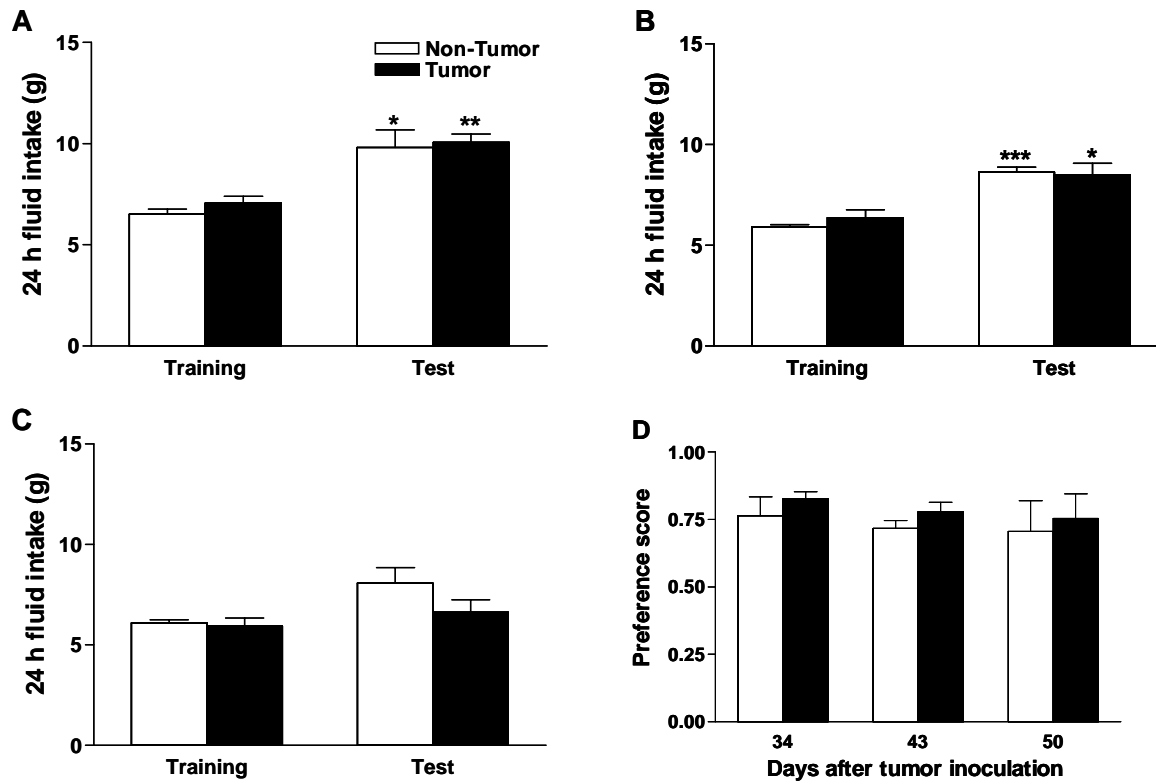 A
15
10
5
0
24 h fluid intake (g)
Non-Tumor
Tumor
*
**
Training Test
B
15
10
5
0
24 h fluid intake (g)
***
*
Training Test
C
15
10
5
0
24 h fluid intake (g)
Training Test
D
1.00
0.75
0.50
0.25
0.00
Preference score
34 43 50
Days after tumor inoculation